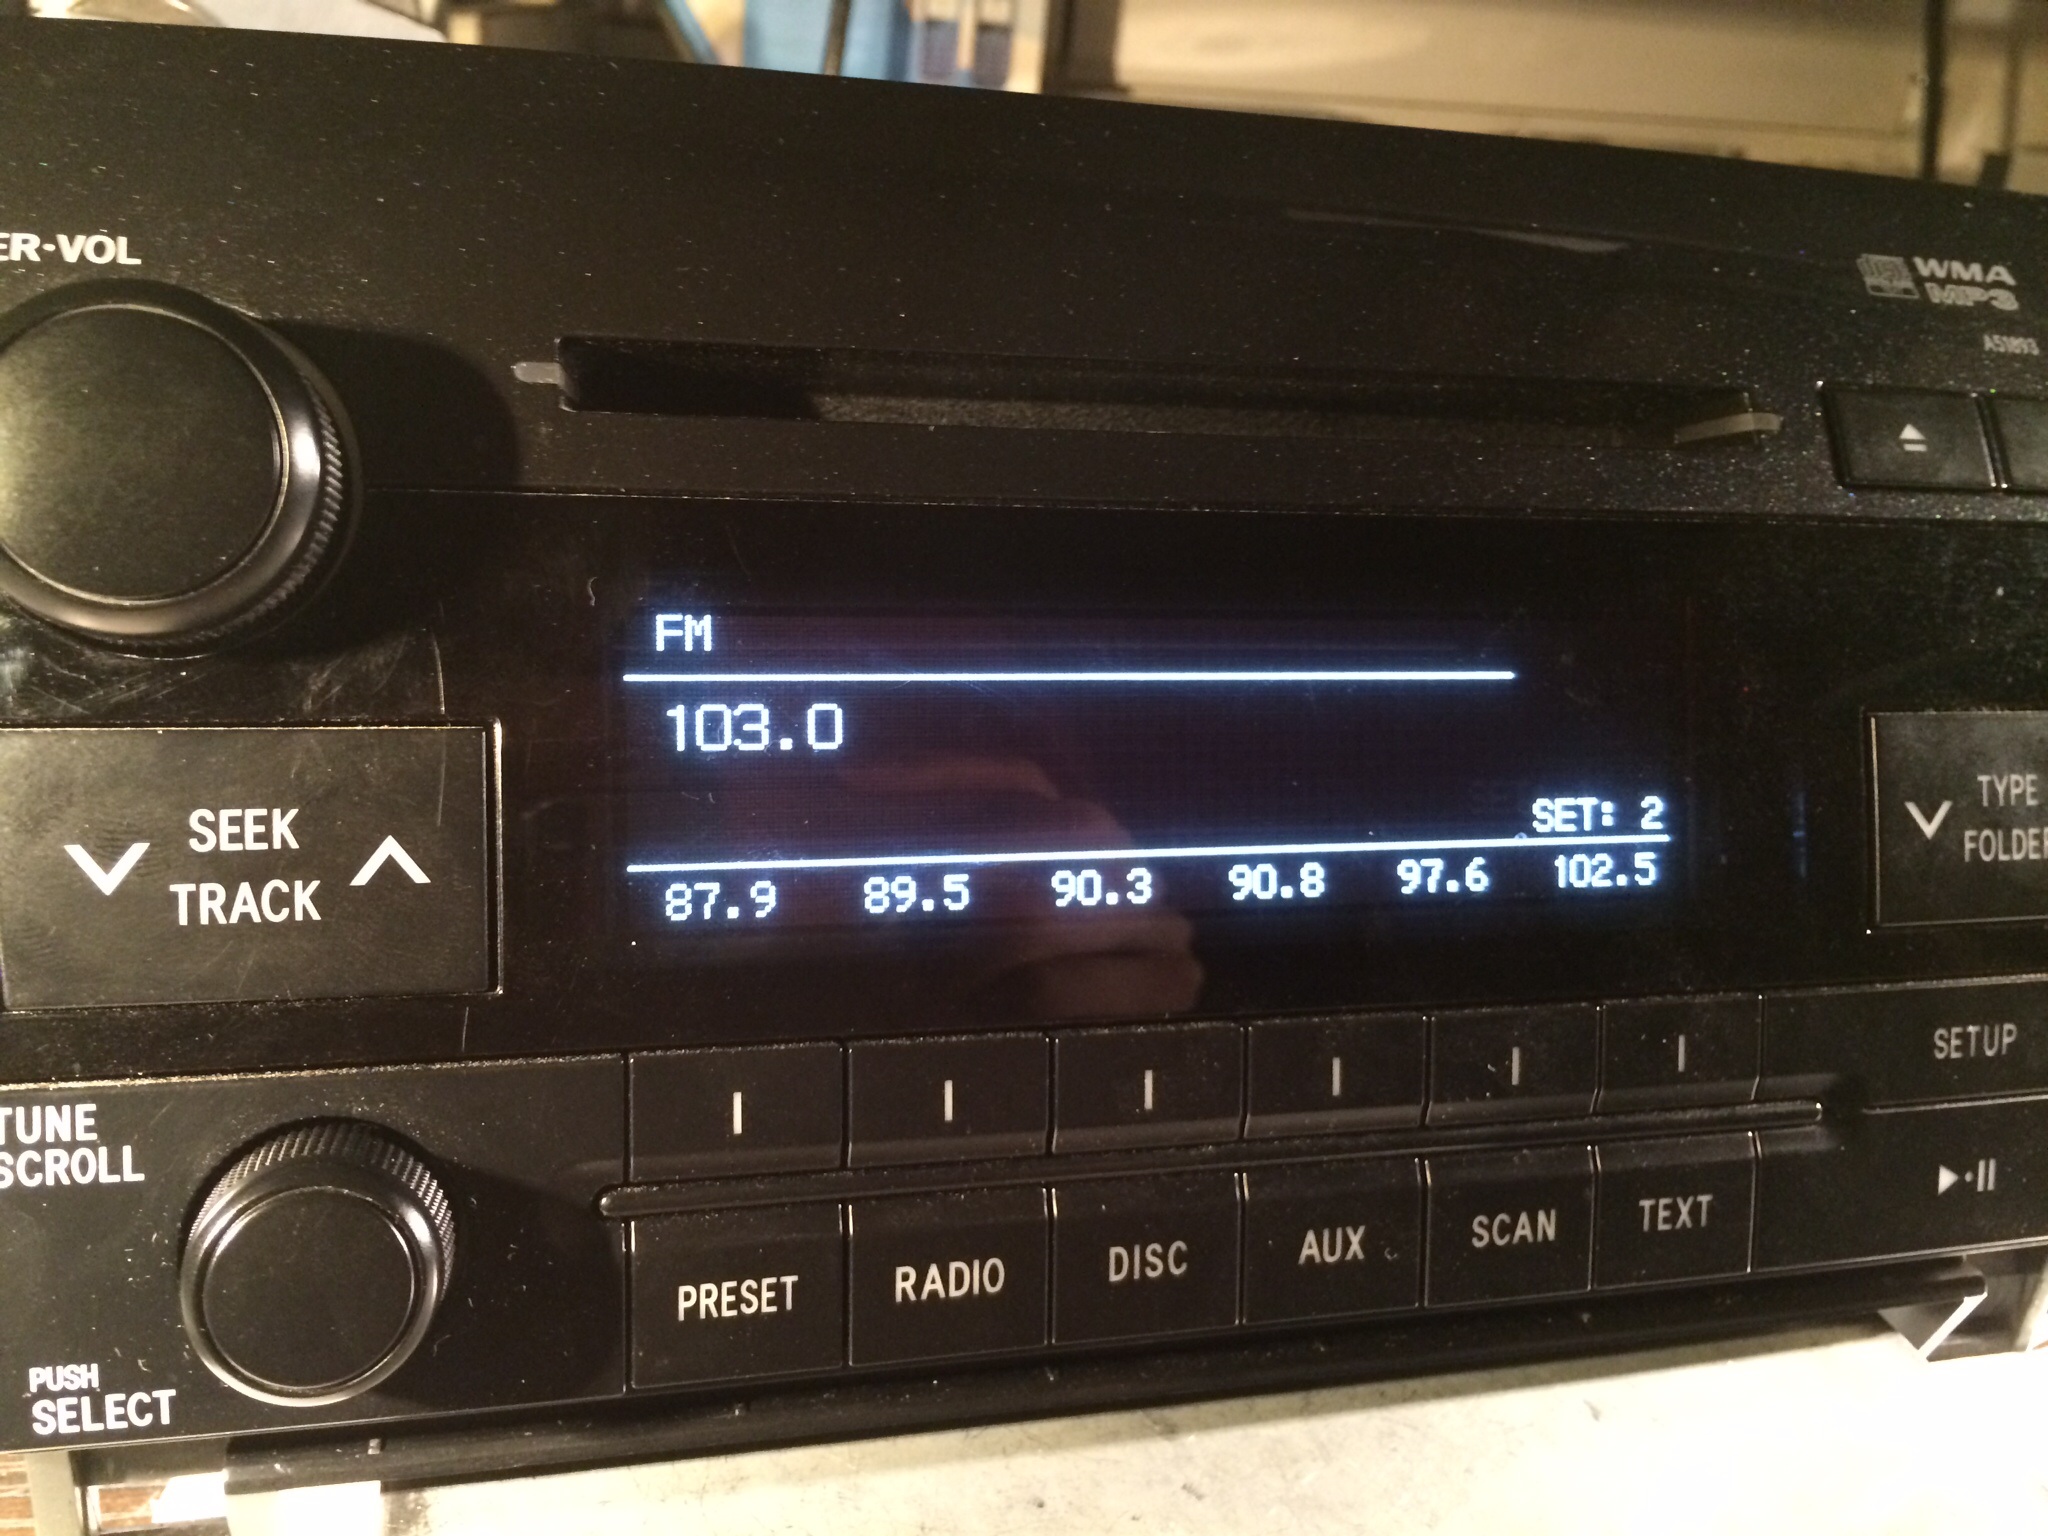 ER·VOL
WMA
MP3
A51893
FM
103.0
SET: 2
87.9 89.5 90.3 90.8 97.6 102.5
SEEK
TRACK
TYPE
FOLDER
SETUP
TUNE
SCROLL
PRESET RADIO DISC AUX SCAN TEXT
PUSH
SELECT